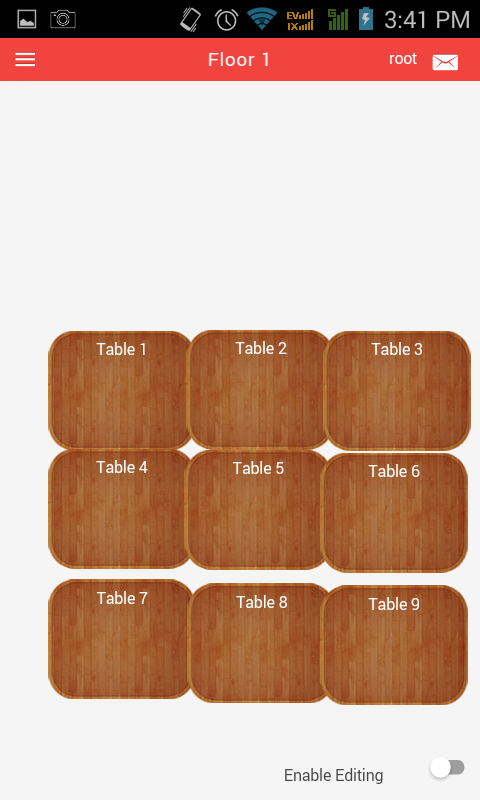 EV IX G 3:41 PM
Floor 1 root
Table 1 Table 2 Table 3
Table 4 Table 5 Table 6
Table 7 Table 8 Table 9
Enable Editing